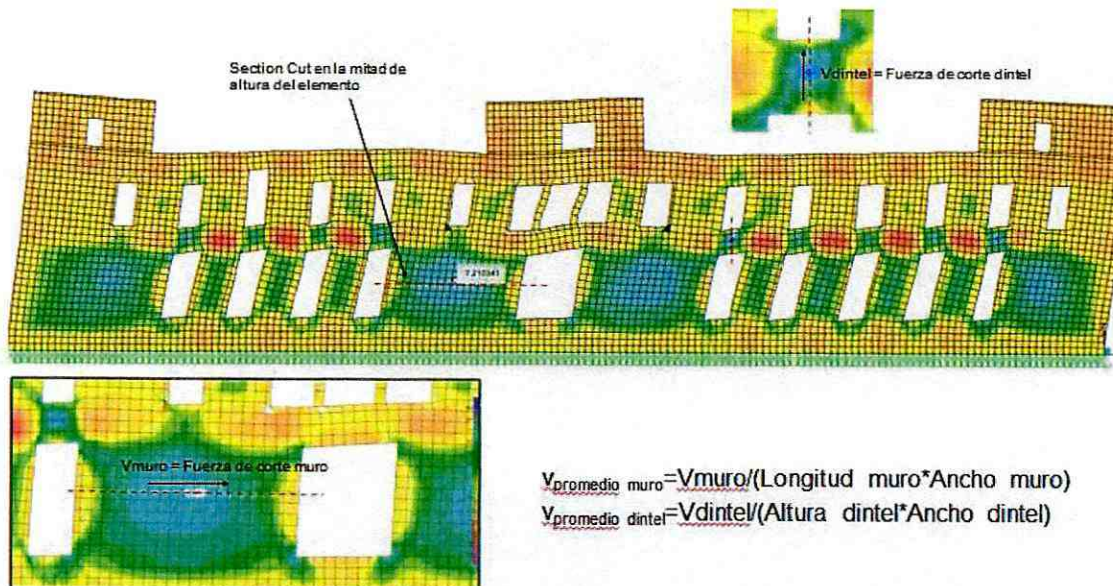 Section Cut en la mitad de
altura del elemento
Vdintel = Fuerza de corte dintel
Vmuro = Fuerza de corte muro
vpromedio muro=Vmuro/(Longitud muro*Ancho muro)
vpromedio dintel=Vdintel/(Altura dintel*Ancho dintel)